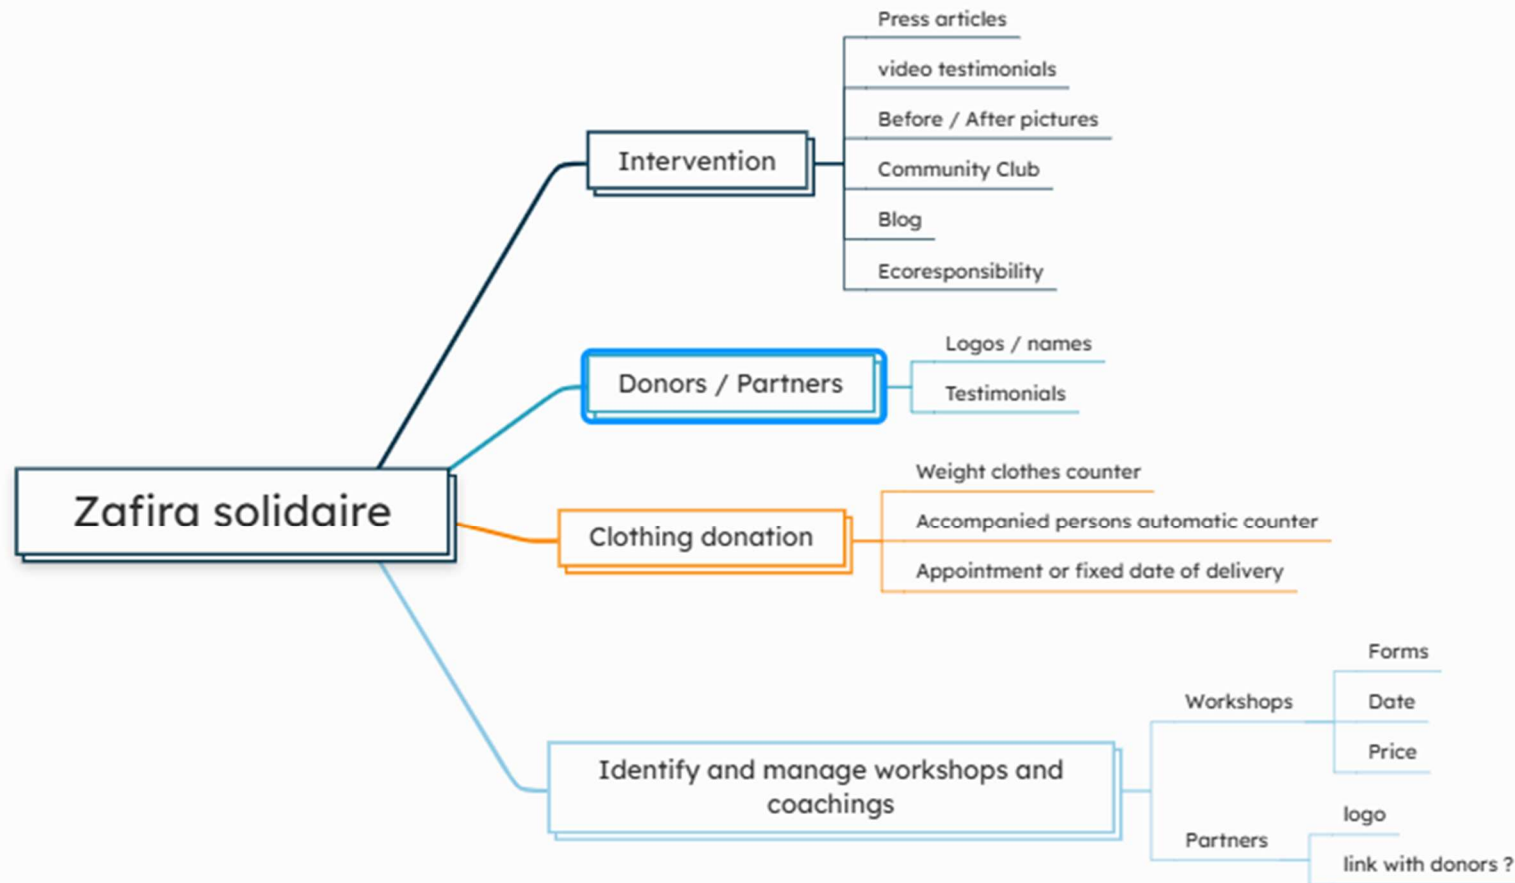 Press articles
video testimonials
Before / After pictures
Intervention
Community Club
Blog
Ecoresponsibility
Logos / names
Donors / Partners
Testimonials
Weight clothes counter
Zafira solidaire
Accompanied persons automatic counter
Clothing donation
Appointment or fixed date of delivery
Forms
Workshops
Date
Price
Identify and manage workshops and
coachings
logo
Partners
link with donors ?